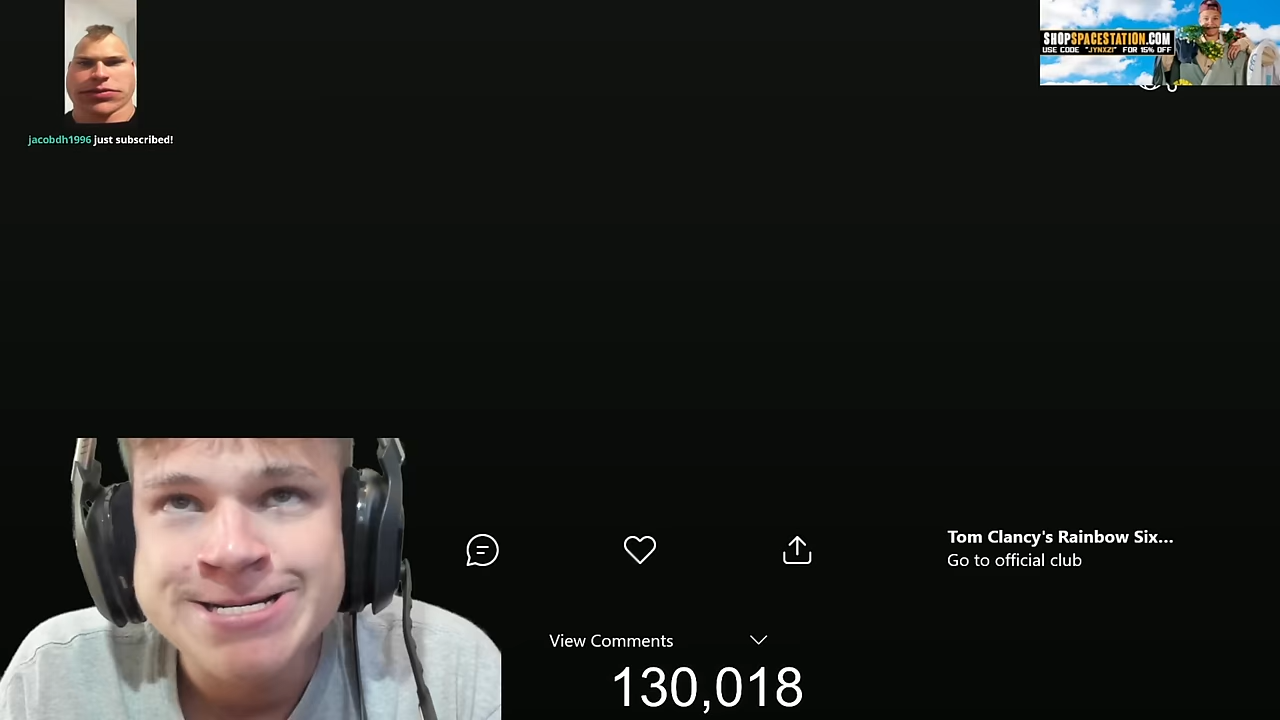 SHOPSPACESTATION.COM
USE CODE "JYNXZI" FOR 15% OFF
jacobdh1996 just subscribed!
Tom Clancy's Rainbow Six...
Go to official club
View Comments
130,018